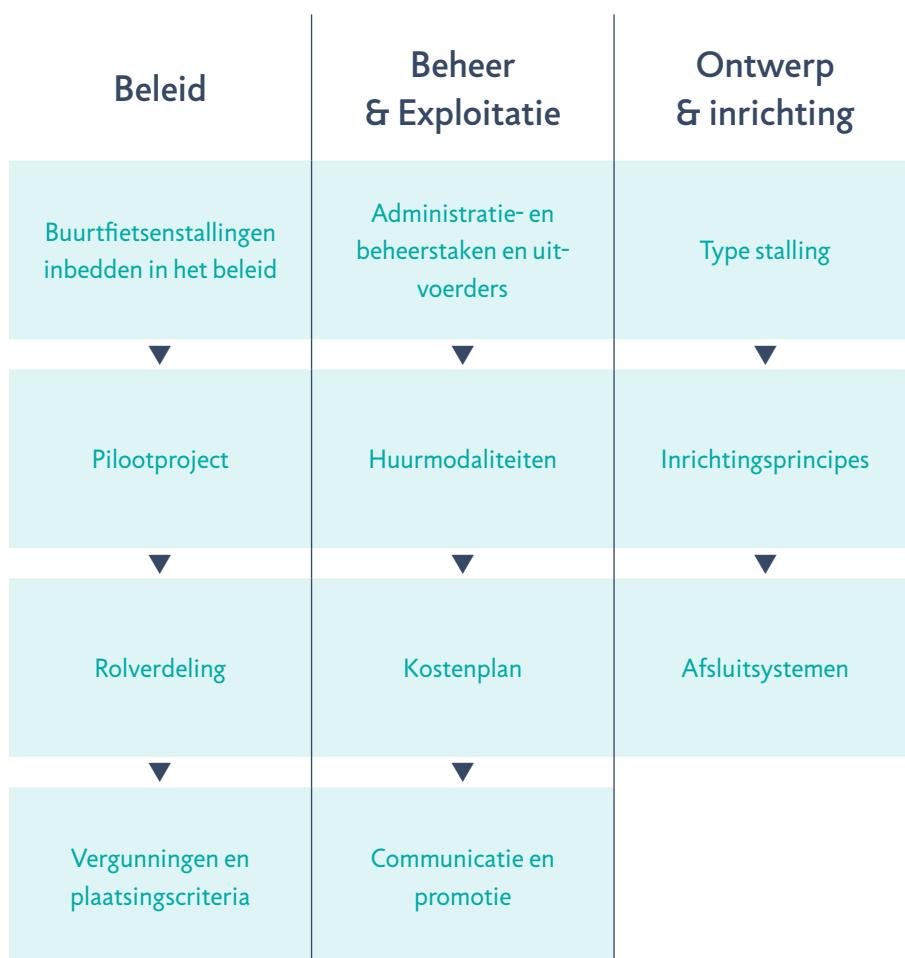 Beleid
Beheer
& Exploitatie
Ontwerp
& inrichting
Buurtfietsenstallingen
inbedden in het beleid
Administratie- en
beheerstaken en uit-
voerders
Type stalling
Pilootproject
Huurmodaliteiten
Inrichtingsprincipes
Rolverdeling
Kostenplan
Afsluitsystemen
Vergunningen en
plaatsingscriteria
Communicatie en
promotie